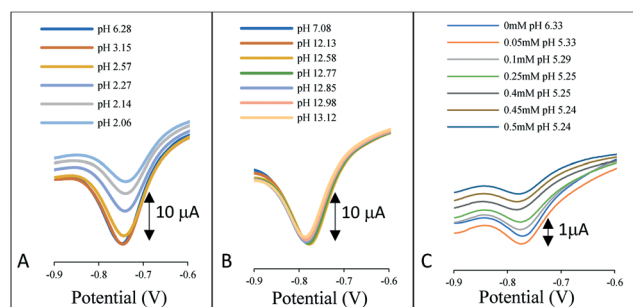 pH 6.28
pH 3.15
pH 2.57
pH 2.27
pH 2.14
pH 2.06
10 µA
A
-0.9 -0.8 -0.7 -0.6
Potential (V)
pH 7.08
pH 12.13
pH 12.58
pH 12.77
pH 12.85
pH 12.98
pH 13.12
10 µA
B
-0.9 -0.8 -0.7 -0.6
Potential (V)
0mM pH 6.33
0.05mM pH 5.33
0.1mM pH 5.29
0.25mM pH 5.25
0.4mM pH 5.25
0.45mM pH 5.24
0.5mM pH 5.24
1µA
C
-0.9 -0.8 -0.7 -0.6
Potential (V)